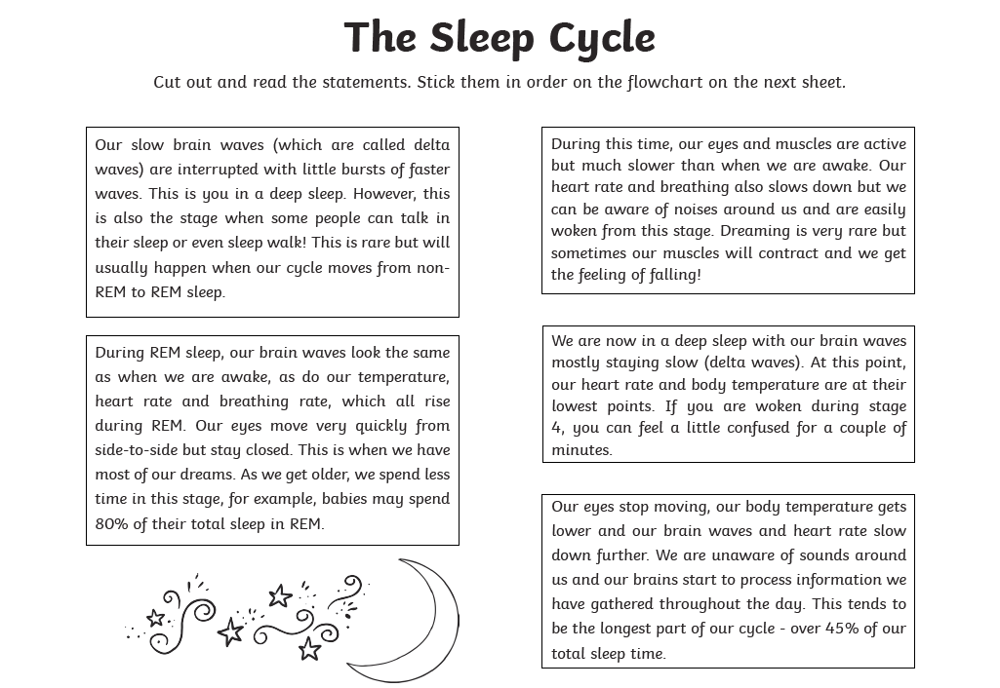 The Sleep Cycle
Cut out and read the statements. Stick them in order on the flowchart on the next sheet.
Our slow brain waves (which are called delta
waves) are interrupted with little bursts of faster
waves. This is you in a deep sleep. However, this
is also the stage when some people can talk in
their sleep or even sleep walk! This is rare but will
usually happen when our cycle moves from non-
REM to REM sleep.
During REM sleep, our brain waves look the same
as when we are awake, as do our temperature,
heart rate and breathing rate, which all rise
during REM. Our eyes move very quickly from
side-to-side but stay closed. This is when we have
most of our dreams. As we get older, we spend less
time in this stage, for example, babies may spend
80% of their total sleep in REM.
During this time, our eyes and muscles are active
but much slower than when we are awake. Our
heart rate and breathing also slows down but we
can be aware of noises around us and are easily
woken from this stage. Dreaming is very rare but
sometimes our muscles will contract and we get
the feeling of falling!
We are now in a deep sleep with our brain waves
mostly staying slow (delta waves). At this point,
our heart rate and body temperature are at their
lowest points. If you are woken during stage
4, you can feel a little confused for a couple of
minutes.
Our eyes stop moving, our body temperature gets
lower and our brain waves and heart rate slow
down further. We are unaware of sounds around
us and our brains start to process information we
have gathered throughout the day. This tends to
be the longest part of our cycle - over 45% of our
total sleep time.